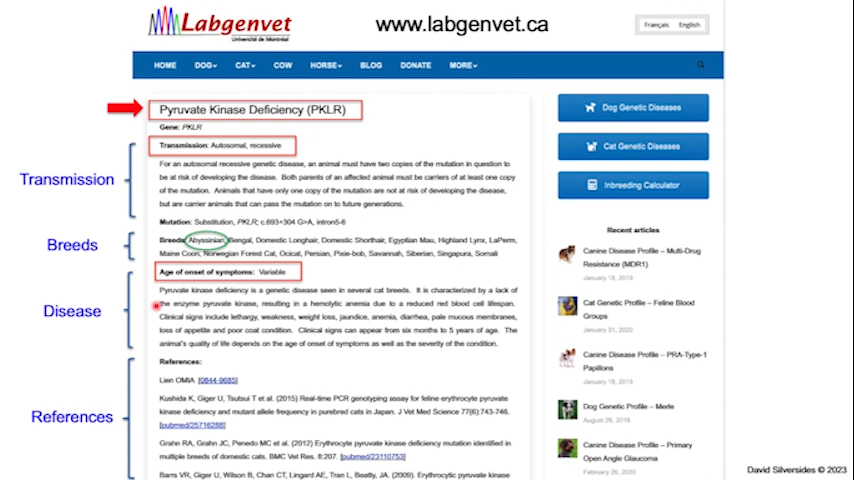 Labgenvet
Université de Montréal
www.labgenvet.ca
Français English
HOME DOG CAT COW HORSE BLOG DONATE MORE
Pyruvate Kinase Deficiency (PKLR)
Gene: PKLR
Transmission: Autosomal, recessive
Transmission
For an autosomal recessive genetic disease, an animal must have two copies of the mutation in question to
be at risk of developing the disease. Both parents of an affected animal must be carriers of at least one copy
of the mutation. Animals that have only one copy of the mutation are not at risk of developing the disease,
but are carrier animals that can pass the mutation on to future generations.
Mutation: Substitution, PKLR; c.693+304 G>A, intron5-6
Breeds
Breeds: Abyssinian, Bengal, Domestic Longhair, Domestic Shorthair, Egyptian Mau, Highland Lynx, LaPerm,
Maine Coon, Norwegian Forest Cat, Ocicat, Persian, Pixie-bob, Savannah, Siberian, Singapura, Somali
Age of onset of symptoms: Variable
Disease
Pyruvate kinase deficiency is a genetic disease seen in several cat breeds. It is characterized by a lack of
the enzyme pyruvate kinase, resulting in a hemolytic anemia due to a reduced red blood cell lifespan.
Clinical signs include lethargy, weakness, weight loss, jaundice, anemia, diarrhea, pale mucous membranes,
loss of appetite and poor coat condition. Clinical signs can appear from six months to 5 years of age. The
animal's quality of life depends on the age of onset of symptoms as well as the severity of the condition.
References
References:
Lien OMIA [0844-9685]
Kushida K, Giger U, Tsutsui T et al. (2015) Real-time PCR genotyping assay for feline erythrocyte pyruvate
kinase deficiency and mutant allele frequency in purebred cats in Japan. J Vet Med Science 77(6):743-746.
[pubmed/25716288]
Grahn RA, Grahn JC, Penedo MC et al. (2012) Erythrocyte pyruvate kinase deficiency mutation identified in
multiple breeds of domestic cats. BMC Vet Res. 8:207. [pubmed/23110753]
Barrs VR, Giger U, Wilson B, Chan CT, Lingard AE, Tran L, Beatty, JA. (2009). Erythrocytic pyruvate kinase
Dog Genetic Diseases
Cat Genetic Diseases
Inbreeding Calculator
Recent articles
Canine Disease Profile – Multi-Drug
Resistance (MDR1)
January 18, 2019
Cat Genetic Profile – Feline Blood
Groups
January 31, 2020
Canine Disease Profile – PRA-Type-1
Papillons
January 18, 2019
Dog Genetic Profile – Merle
August 29, 2019
Canine Disease Profile – Primary
Open Angle Glaucoma
February 26, 2020
David Silversides © 2023